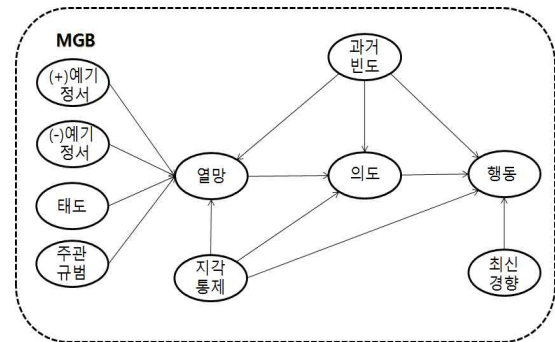 MGB
(+)예기
정서
(-)예기
정서
태도
주관
규범
열망
지각
통제
과거
빈도
의도
행동
최신
경향